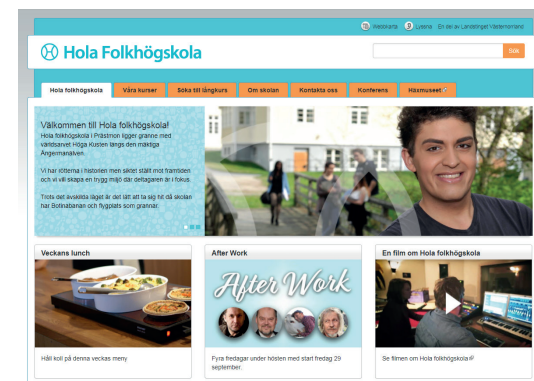 Webbkarta Lyssna En del av Landstinget Västernorrland
Hola Folkhögskola
Sök
Hola folkhögskola Våra kurser Söka till långkurs Om skolan Kontakta oss Konferens Häxmuseet
Välkommen till Hola folkhögskola!
Hola folkhögskola i Prästmon ligger granne med
världsarvet Höga Kusten längs den mäktiga
Ångermanälven.
Vi har rötterna i historien men siktet ställt mot framtiden
och vi vill skapa en trygg miljö där deltagaren är i fokus.
Trots det avskilda läget är det lätt att ta sig hit då skolan
har Botniabanan och flygplats som grannar.
Veckans lunch
Håll koll på denna veckas meny
After Work
After Work
Fyra fredagar under hösten med start fredag 29
september.
En film om Hola folkhögskola
Se filmen om Hola folkhögskola